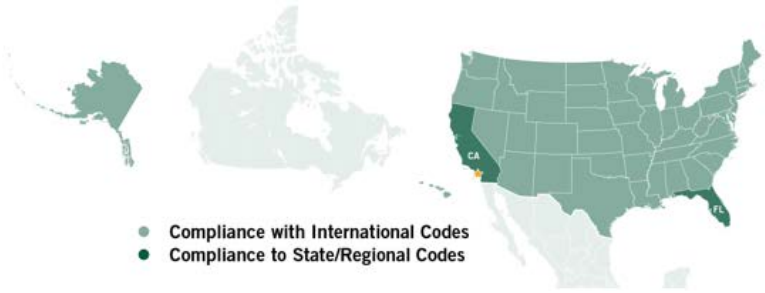 CA
FL
Compliance with International Codes
Compliance to State/Regional Codes